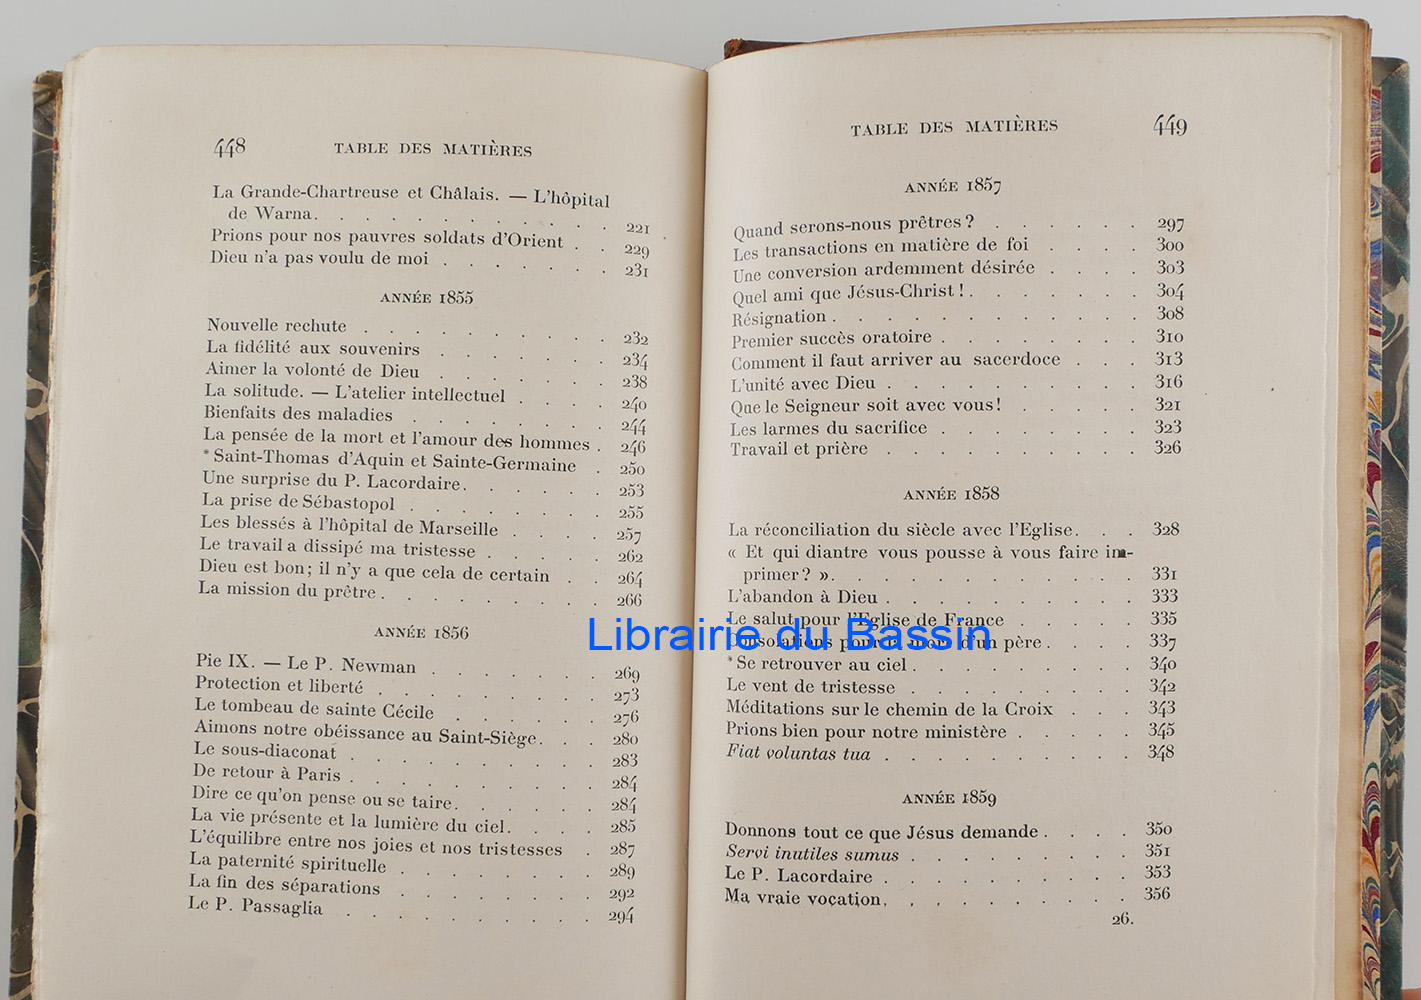 448 TABLE DES MATIÈRES
La Grande-Chartreuse et Châlais. — L'hôpital
de Warna. . . . . . . . . . . 221
Prions pour nos pauvres soldats d'Orient . . 229
Dieu n'a pas voulu de moi . . . . . . . 231
ANNÉE 1855
Nouvelle rechute . . . . . . . . . 232
La fidélité aux souvenirs . . . . . . . 234
Aimer la volonté de Dieu . . . . . . . 238
La solitude. — L'atelier intellectuel . . . . 240
Bienfaits des maladies . . . . . . . . 244
La pensée de la mort et l'amour des hommes . 246
* Saint-Thomas d'Aquin et Sainte-Germaine . 250
Une surprise du P. Lacordaire. . . . . . 253
La prise de Sébastopol . . . . . . . . 255
Les blessés à l'hôpital de Marseille . . . . 257
Le travail a dissipé ma tristesse . . . . . 262
Dieu est bon; il n'y a que cela de certain . . 264
La mission du prêtre . . . . . . . . . 266
ANNÉE 1856
Pie IX. — Le P. Newman . . . . . . . 269
Protection et liberté . . . . . . . . . 273
Le tombeau de sainte Cécile . . . . . . 276
Aimons notre obéissance au Saint-Siège. . . 280
Le sous-diaconat . . . . . . . . . . 283
De retour à Paris . . . . . . . . . . 284
Dire ce qu'on pense ou se taire. . . . . . 284
La vie présente et la lumière du ciel. . . . 285
L'équilibre entre nos joies et nos tristesses . 287
La paternité spirituelle . . . . . . . . 289
La fin des séparations . . . . . . . . 292
Le P. Passaglia . . . . . . . . . . 294
TABLE DES MATIÈRES 449
ANNÉE 1857
Quand serons-nous prêtres ? . . . . . . 297
Les transactions en matière de foi . . . . 300
Une conversion ardemment désirée . . . . 303
Quel ami que Jésus-Christ ! . . . . . . . 304
Résignation . . . . . . . . . . . . 308
Premier succès oratoire . . . . . . . . 310
Comment il faut arriver au sacerdoce . . . 313
L'unité avec Dieu . . . . . . . . . . 316
Que le Seigneur soit avec vous! . . . . . 321
Les larmes du sacrifice . . . . . . . . 323
Travail et prière . . . . . . . . . . 326
ANNÉE 1858
La réconciliation du siècle avec l'Eglise. . . 328
« Et qui diantre vous pousse à vous faire im-
primer ? ». . . . . . . . . . . . 331
L'abandon à Dieu . . . . . . . . . . 333
Le salut pour l'Eglise de France . . . . . 335
Consolations pour la mort d'un père . . . . 337
* Se retrouver au ciel . . . . . . . . . 340
Le vent de tristesse . . . . . . . . . 342
Méditations sur le chemin de la Croix . . . 343
Prions bien pour notre ministère . . . . . 345
Fiat voluntas tua . . . . . . . . . . 348
ANNÉE 1859
Donnons tout ce que Jésus demande . . . . 350
Servi inutiles sumus . . . . . . . . . 351
Le P. Lacordaire . . . . . . . . . . 353
Ma vraie vocation. . . . . . . . . . 356
26.
Librairie du Bassin